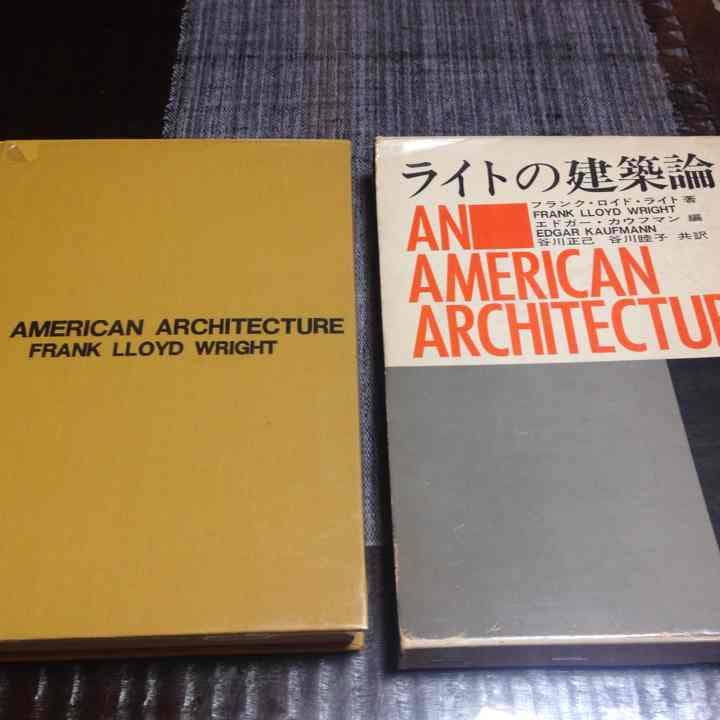 AMERICAN ARCHITECTURE
FRANK LLOYD WRIGHT
ライトの建築論
フランク・ロイド・ライト 著
FRANK LLOYD WRIGHT
エドガー・カウフマン 編
EDGAR KAUFMANN
谷川正己 谷川睦子 共訳
AN
AMERICAN
ARCHITECTUR